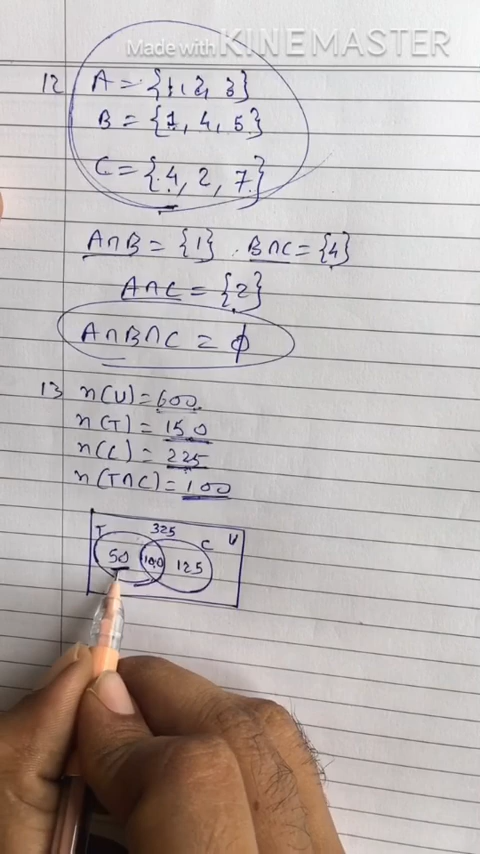 Made with KINEMASTER
12 A = {1, 2, 3}
B = {1, 4, 5}
C = {4, 2, 7}
A∩B = {1} . B∩C = {4}
A∩C = {2}
A∩B∩C = ϕ
13 n(U) = 600
n(T) = 150
n(C) = 225
n(T∩C) = 100
T 325 C U
50 100 125